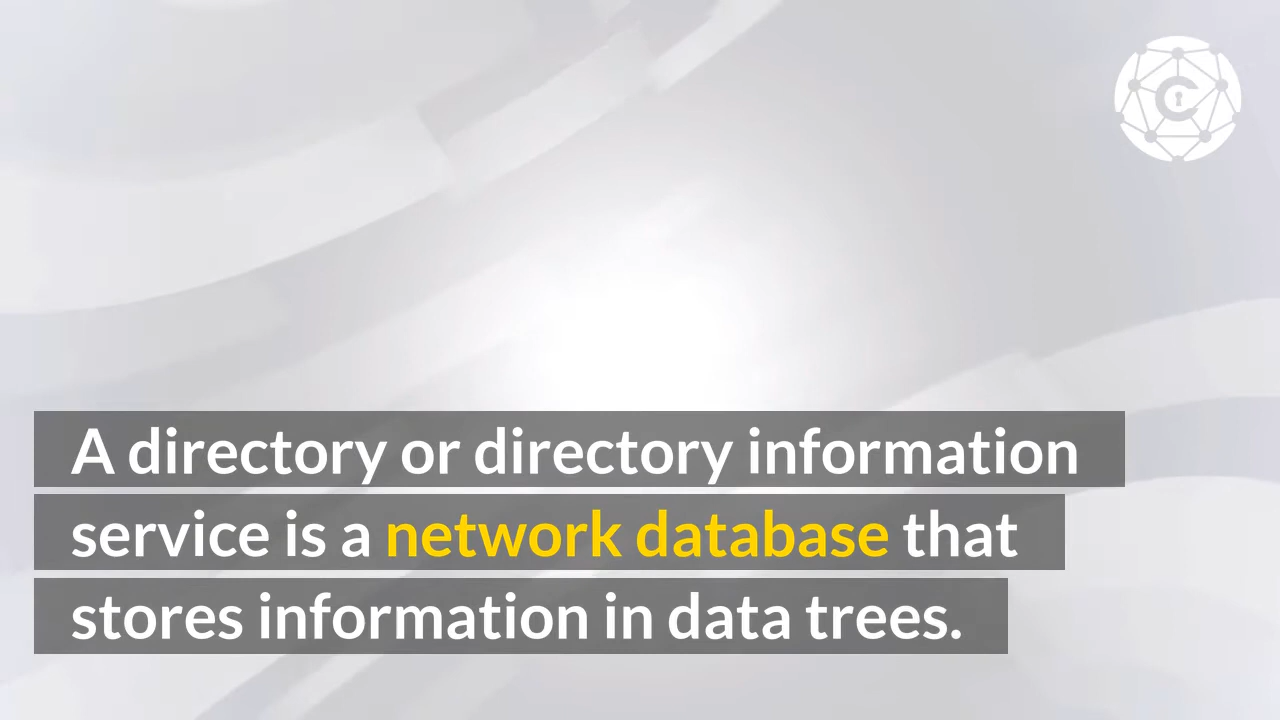 A directory or directory information
service is a network database that
stores information in data trees.